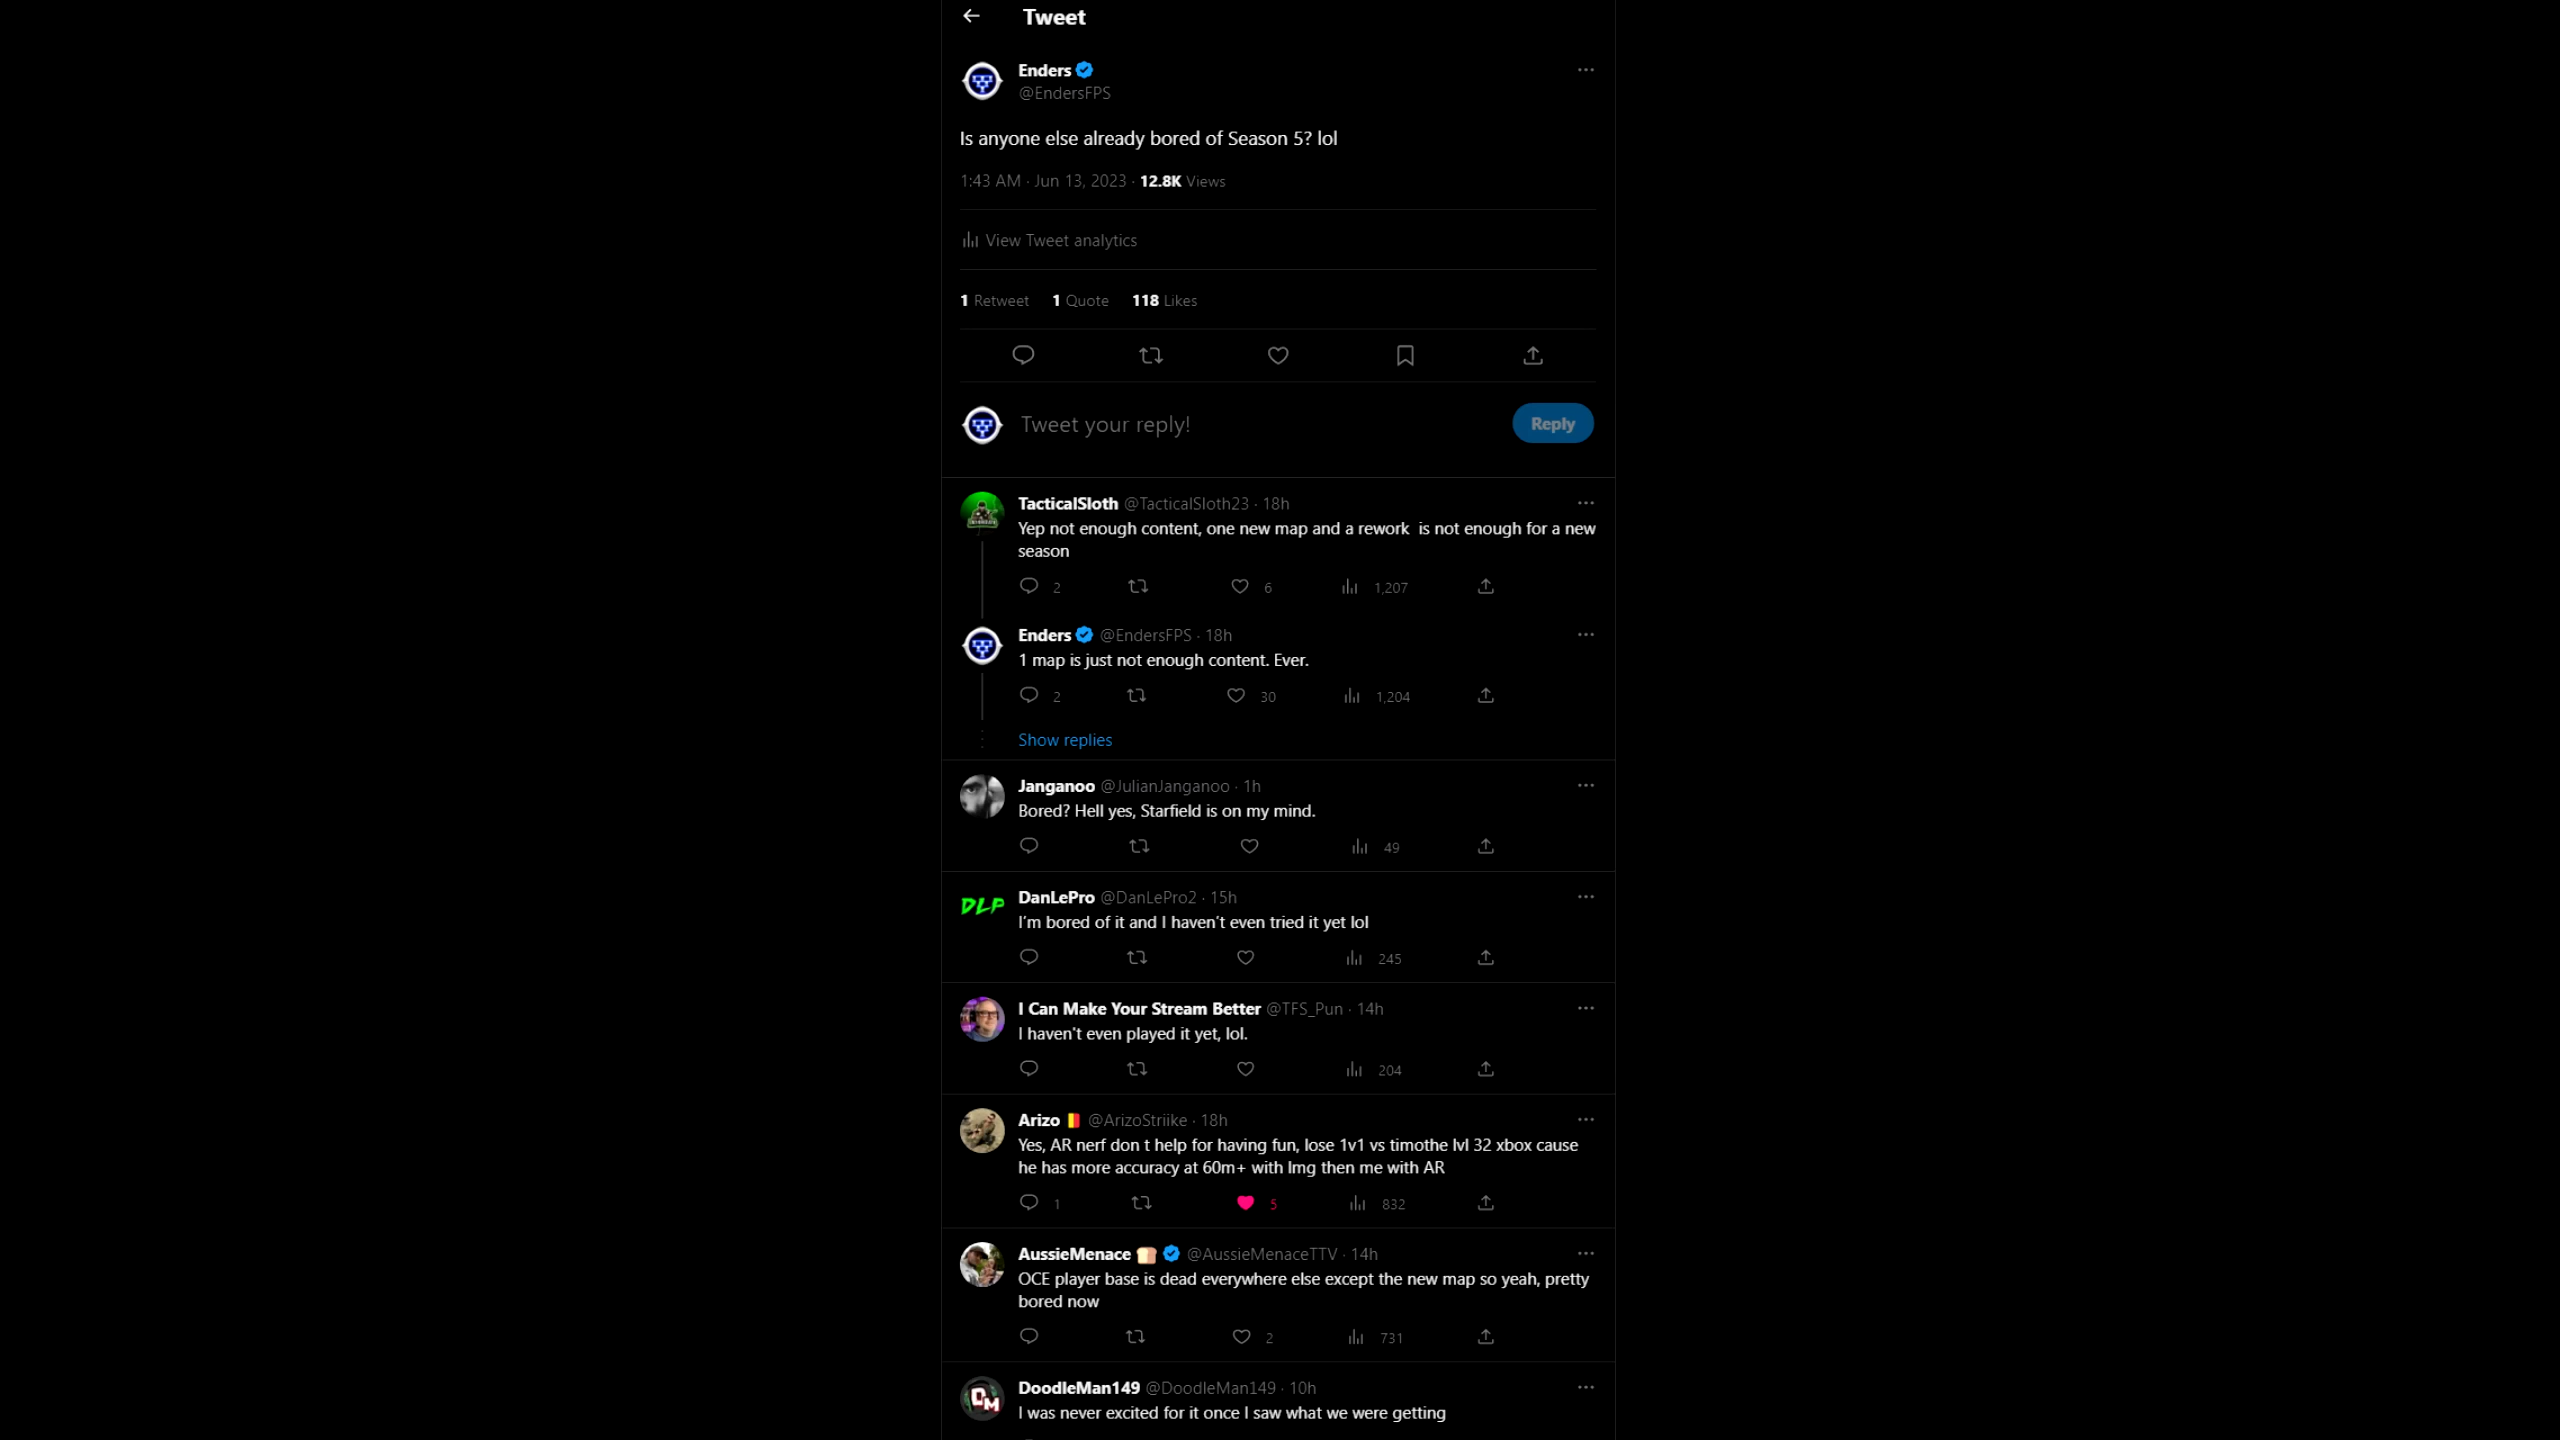 Tweet
Enders
@EndersFPS
Is anyone else already bored of Season 5? lol
1:43 AM · Jun 13, 2023 · 12.8K Views
View Tweet analytics
1 Retweet 1 Quote 118 Likes
Tweet your reply!
Reply
TacticalSloth @TacticalSloth23 · 18h
Yep not enough content, one new map and a rework is not enough for a new
season
2 6 1,207
Enders @EndersFPS · 18h
1 map is just not enough content. Ever.
2 30 1,204
Show replies
Janganoo @JulianJanganoo · 1h
Bored? Hell yes, Starfield is on my mind.
49
DLP
DanLePro @DanLePro2 · 15h
I'm bored of it and I haven't even tried it yet lol
245
I Can Make Your Stream Better @TFS_Pun · 14h
I haven't even played it yet, lol.
204
Arizo @ArizoStriike · 18h
Yes, AR nerf don t help for having fun, lose 1v1 vs timothe lvl 32 xbox cause
he has more accuracy at 60m+ with lmg then me with AR
1 5 832
AussieMenace @AussieMenaceTTV · 14h
OCE player base is dead everywhere else except the new map so yeah, pretty
bored now
2 731
DM
DoodleMan149 @DoodleMan149 · 10h
I was never excited for it once I saw what we were getting